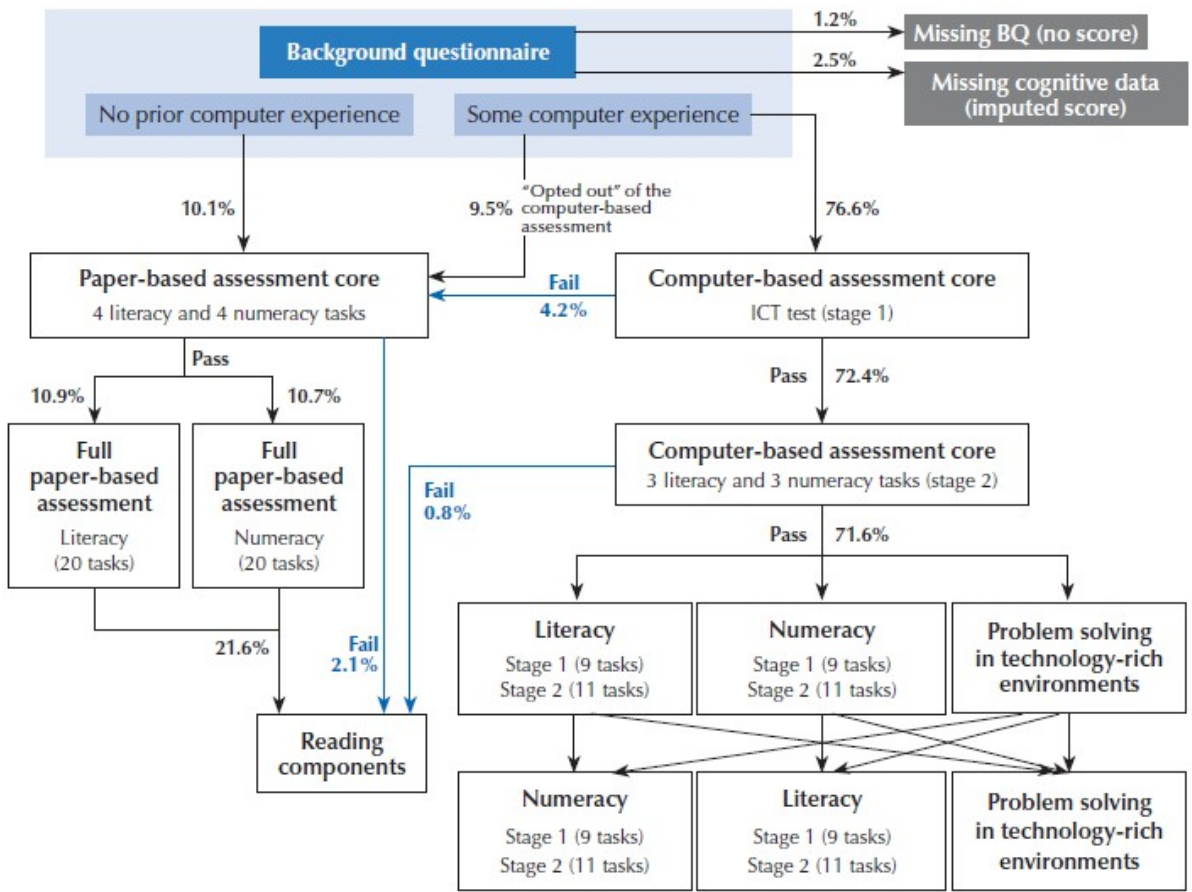 Background questionnaire
1.2%
Missing BQ (no score)
2.5%
Missing cognitive data
(imputed score)
No prior computer experience
Some computer experience
10.1%
9.5%
“Opted out” of the
computer-based
assessment
76.6%
Paper-based assessment core
4 literacy and 4 numeracy tasks
Fail
4.2%
Computer-based assessment core
ICT test (stage 1)
Pass
Pass 72.4%
10.9%
10.7%
Full
paper-based
assessment
Literacy
(20 tasks)
Full
paper-based
assessment
Numeracy
(20 tasks)
Computer-based assessment core
3 literacy and 3 numeracy tasks (stage 2)
Fail
0.8%
Pass 71.6%
21.6%
Fail
2.1%
Reading
components
Literacy
Stage 1 (9 tasks)
Stage 2 (11 tasks)
Numeracy
Stage 1 (9 tasks)
Stage 2 (11 tasks)
Problem solving
in technology-rich
environments
Numeracy
Stage 1 (9 tasks)
Stage 2 (11 tasks)
Literacy
Stage 1 (9 tasks)
Stage 2 (11 tasks)
Problem solving
in technology-rich
environments